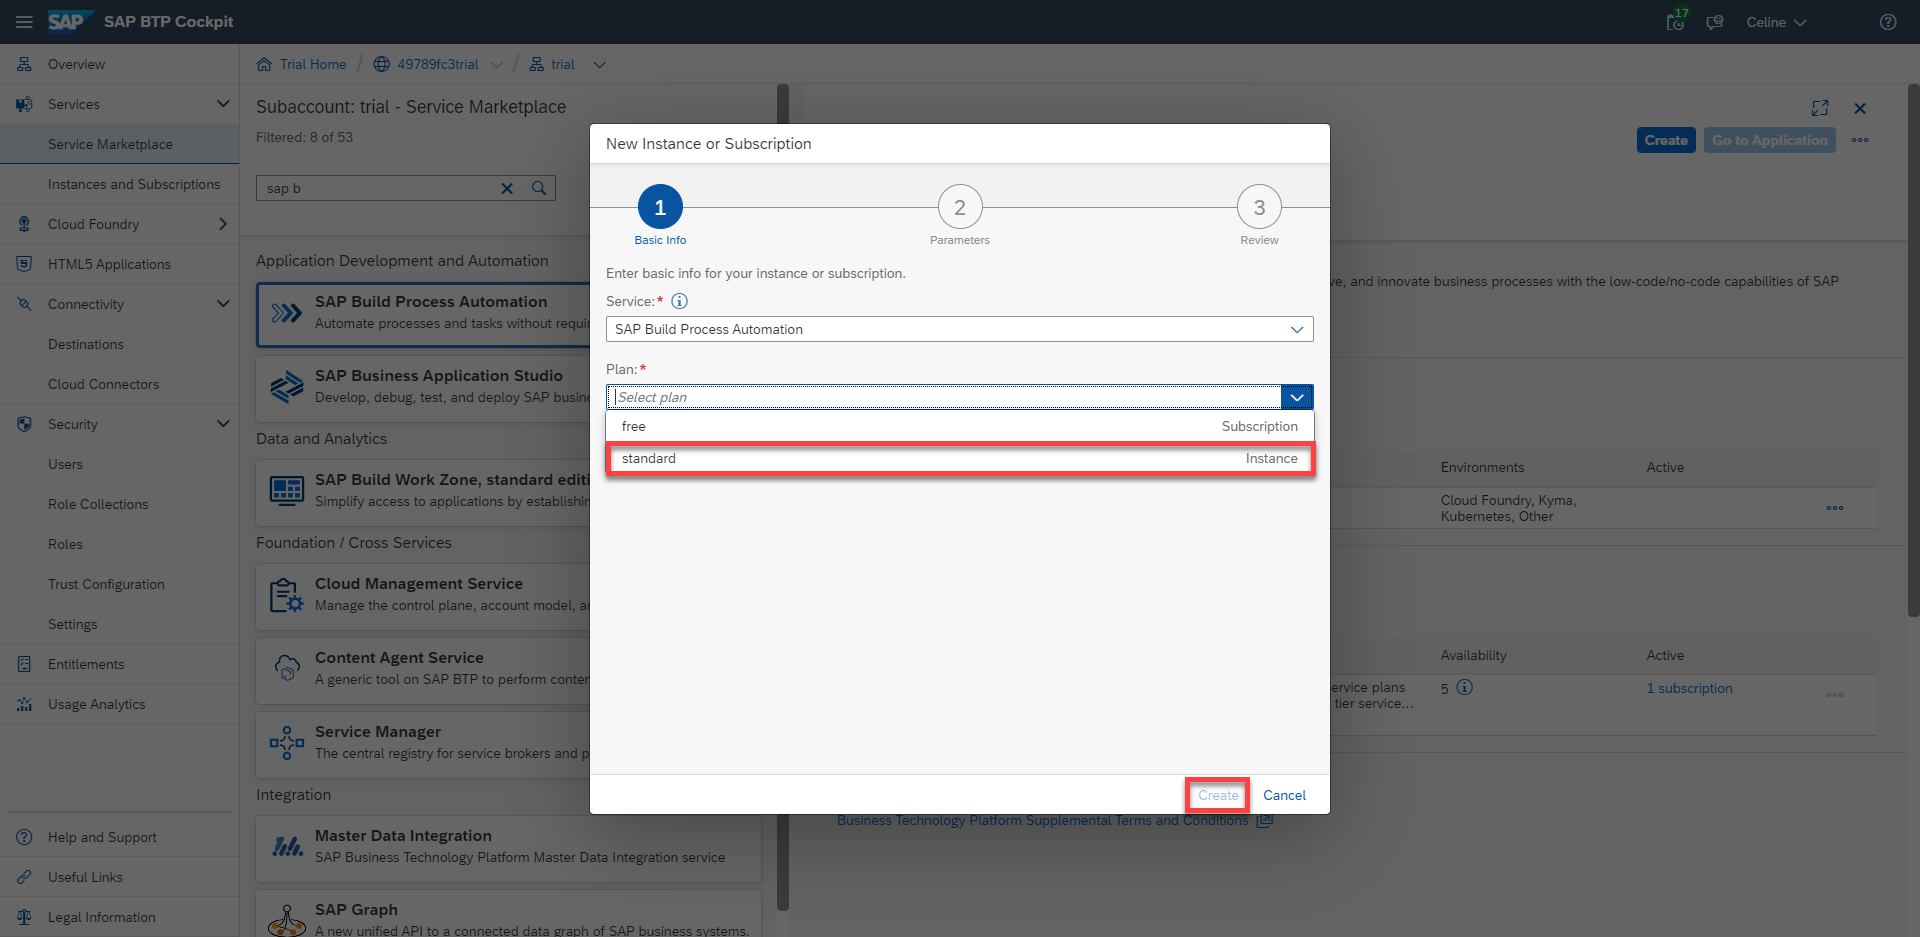 SAP
SAP BTP Cockpit
17
Celine
Overview
Services
Service Marketplace
Instances and Subscriptions
Cloud Foundry
HTML5 Applications
Connectivity
Destinations
Cloud Connectors
Security
Users
Role Collections
Roles
Trust Configuration
Settings
Entitlements
Usage Analytics
Help and Support
Useful Links
Legal Information
Trial Home / 49789fc3trial / trial
Subaccount: trial - Service Marketplace
Filtered: 8 of 53
sap b
Application Development and Automation
SAP Build Process Automation
Automate processes and tasks without
SAP Business Application Studio
Develop, debug, test, and deploy SAP
Data and Analytics
SAP Build Work Zone, standard
Simplify access to applications by
Foundation / Cross Services
Cloud Management Service
Manage the control plane, account model,
Content Agent Service
A generic tool on SAP BTP to perform
Service Manager
The central registry for service brokers and
Integration
Master Data Integration
SAP Business Technology Platform Master Data Integration service
SAP Graph
A new unified API to a connected data graph of SAP business systems.
New Instance or Subscription
1
2
3
Basic Info
Parameters
Review
Enter basic info for your instance or subscription.
Service:*
SAP Build Process Automation
Plan:*
Select plan
free Subscription
standard Instance
Create Cancel
Create Go to Application
, and innovate business processes with the low-code/no-code capabilities of SAP
Environments Active
Cloud Foundry, Kyma,
Kubernetes, Other
Availability Active
service plans 5 1 subscription
tier service...
Business Technology Platform Supplemental Terms and Conditions